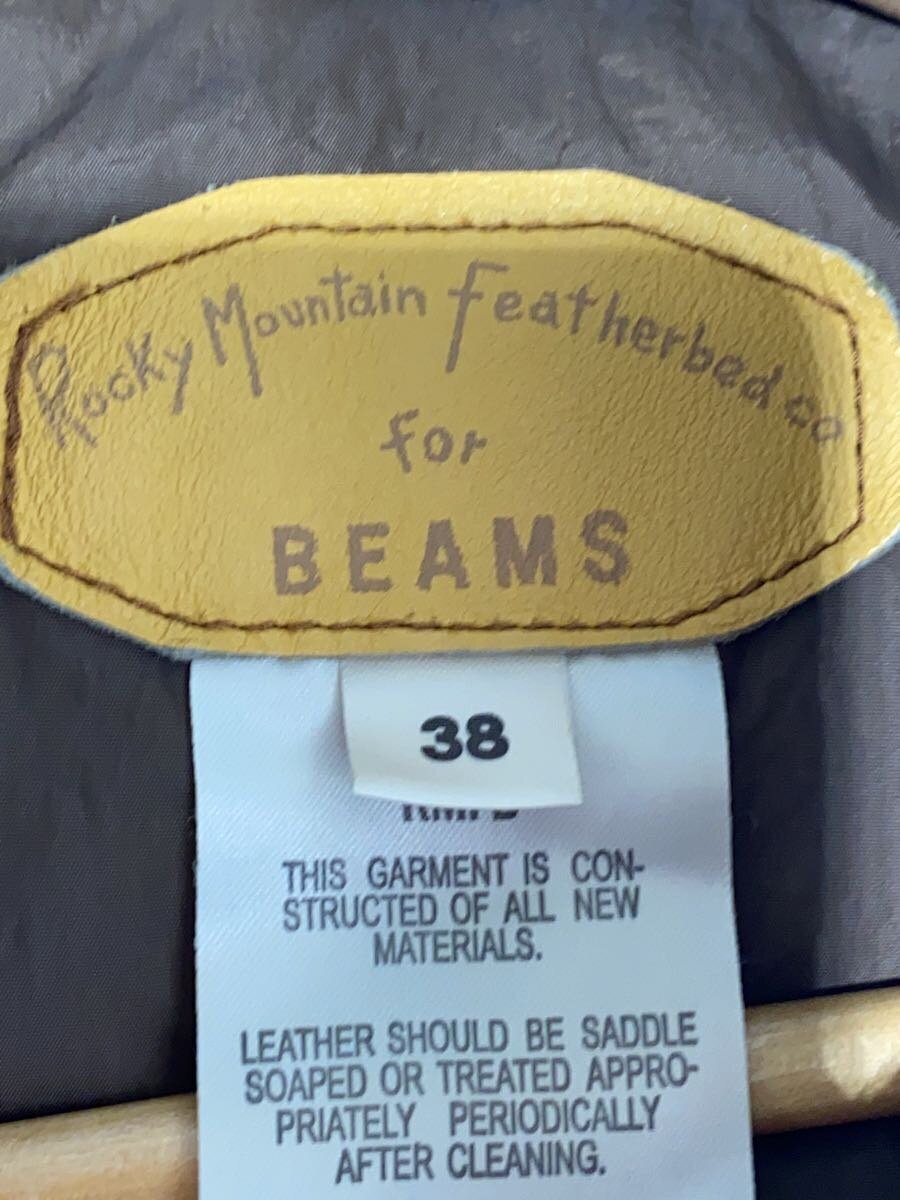 Rocky Mountain Featherbed co
for
BEAMS
38
THIS GARMENT IS CON-
STRUCTED OF ALL NEW
MATERIALS.
LEATHER SHOULD BE SADDLE
SOAPED OR TREATED APPRO-
PRIATELY PERIODICALLY
AFTER CLEANING.